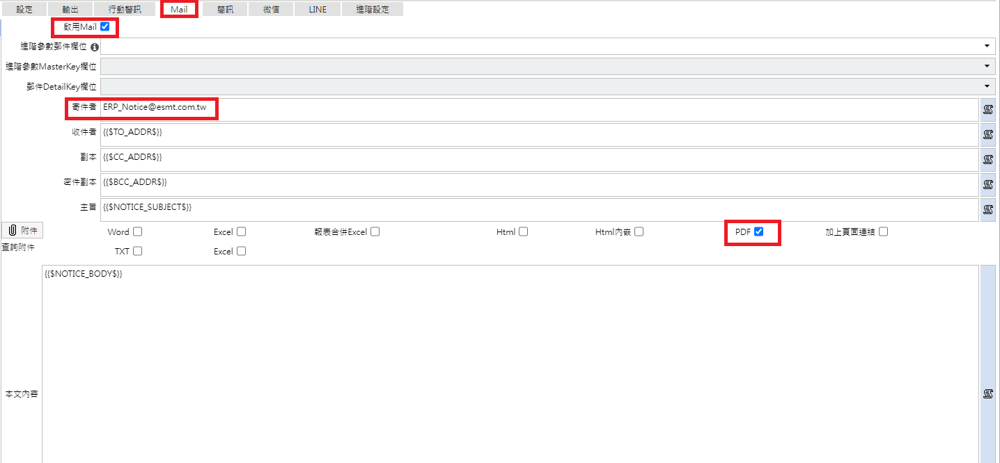 設定 輸出 行動警訊 Mail 簡訊 微信 LINE 進階設定
啟用Mail
進階參數郵件欄位
進階參數MasterKey欄位
郵件DetailKey欄位
寄件者 ERP_Notice@esmt.com.tw
收件者 {{$TO_ADDR$}}
副本 {{$CC_ADDR$}}
密件副本 {{$BCC_ADDR$}}
主旨 {{$NOTICE_SUBJECT$}}
附件 Word Excel 報表合併Excel Html Html內嵌 PDF 加上頁面連結
查詢附件 TXT Excel
{{$NOTICE_BODY$}}
本文內容